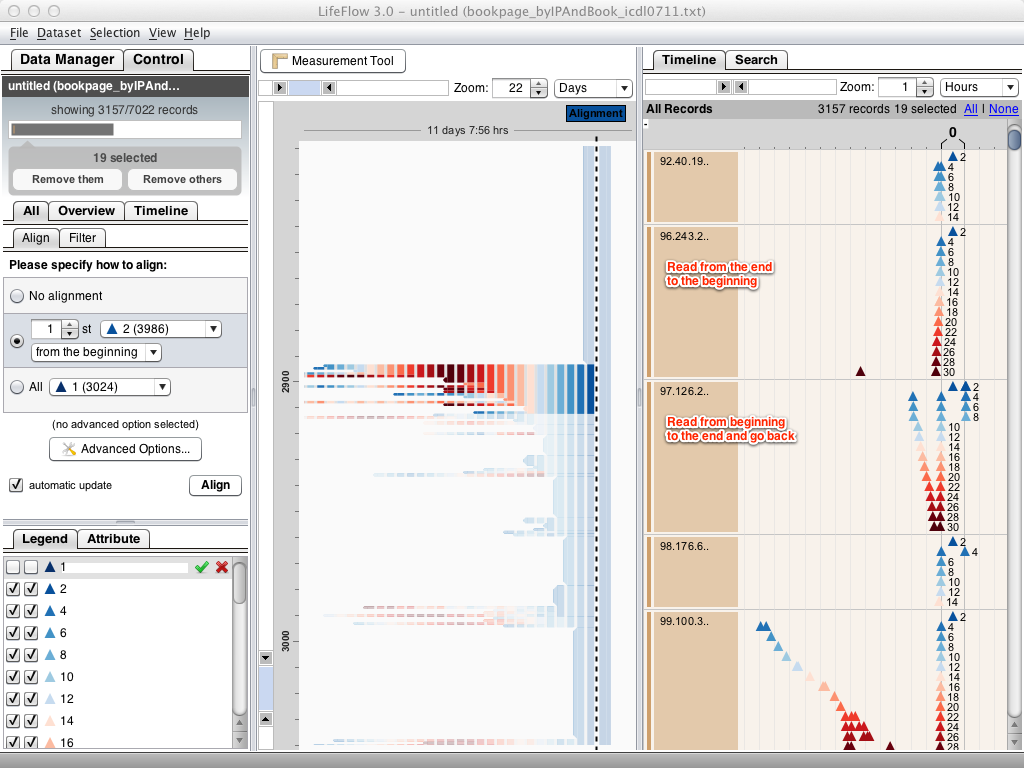 LifeFlow 3.0 – untitled (bookpage_byIPAndBook_icdl0711.txt)
File Dataset Selection View Help
Data Manager Control
untitled (bookpage_byIPAnd...
showing 3157/7022 records
19 selected
Remove them Remove others
All Overview Timeline
Align Filter
Please specify how to align:
No alignment
1 st 2 (3986)
from the beginning
All 1 (3024)
(no advanced option selected)
Advanced Options...
automatic update Align
Legend Attribute
1
2
4
6
8
10
12
14
16
Measurement Tool
Zoom: 22 Days
Alignment
11 days 7:56 hrs
2900
3000
Timeline Search
Zoom: 1 Hours
All Records 3157 records 19 selected All | None
-
0
92.40.19..
2
4
6
8
10
12
14
96.243.2..
2
4
6
8
10
12
14
16
18
20
22
24
26
28
30
Read from the end
to the beginning
97.126.2..
2
4
6
8
10
12
14
16
18
20
22
24
26
28
30
Read from beginning
to the end and go back
98.176.6..
2
4
6
8
10
12
14
99.100.3..
2
4
6
8
10
12
14
16
18
20
22
24
26
28